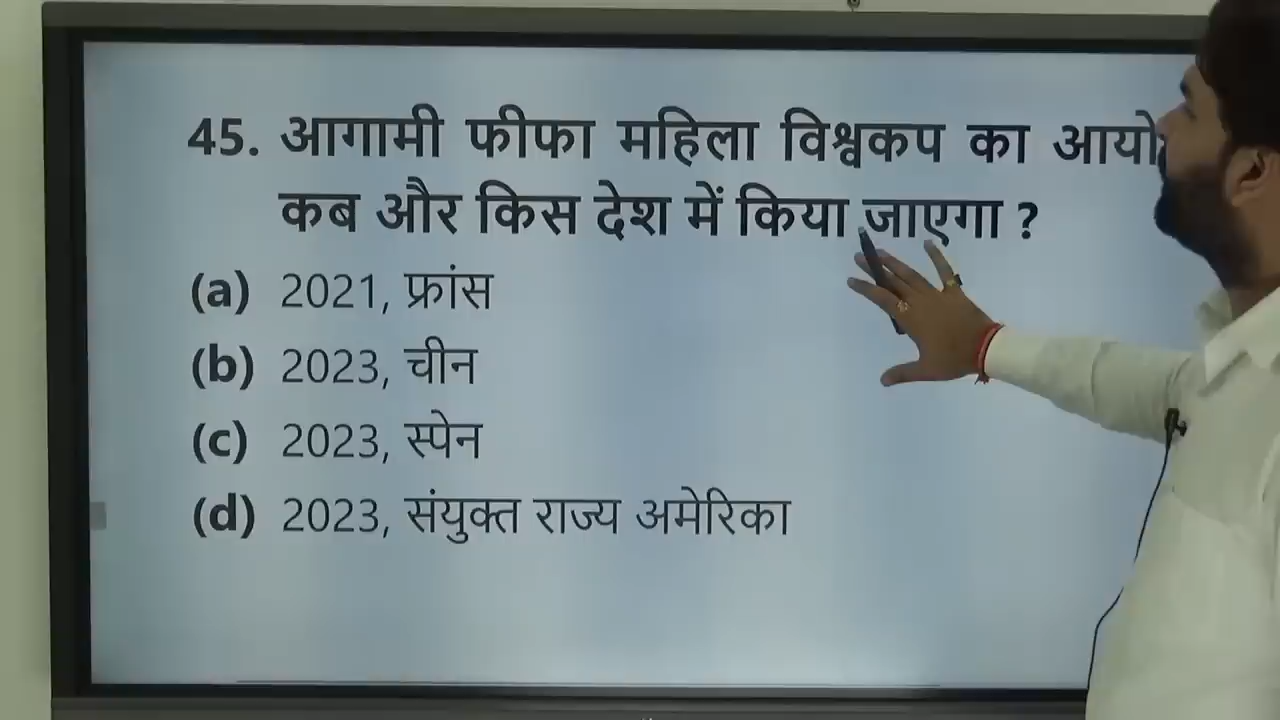 45. आगामी फीफा महिला विश्वकप का
कब और किस देश में किया जाएगा ?
(a) 2021, फ्रांस
(b) 2023, चीन
(c) 2023, स्पेन
(d) 2023, संयुक्त राज्य अमेरिका